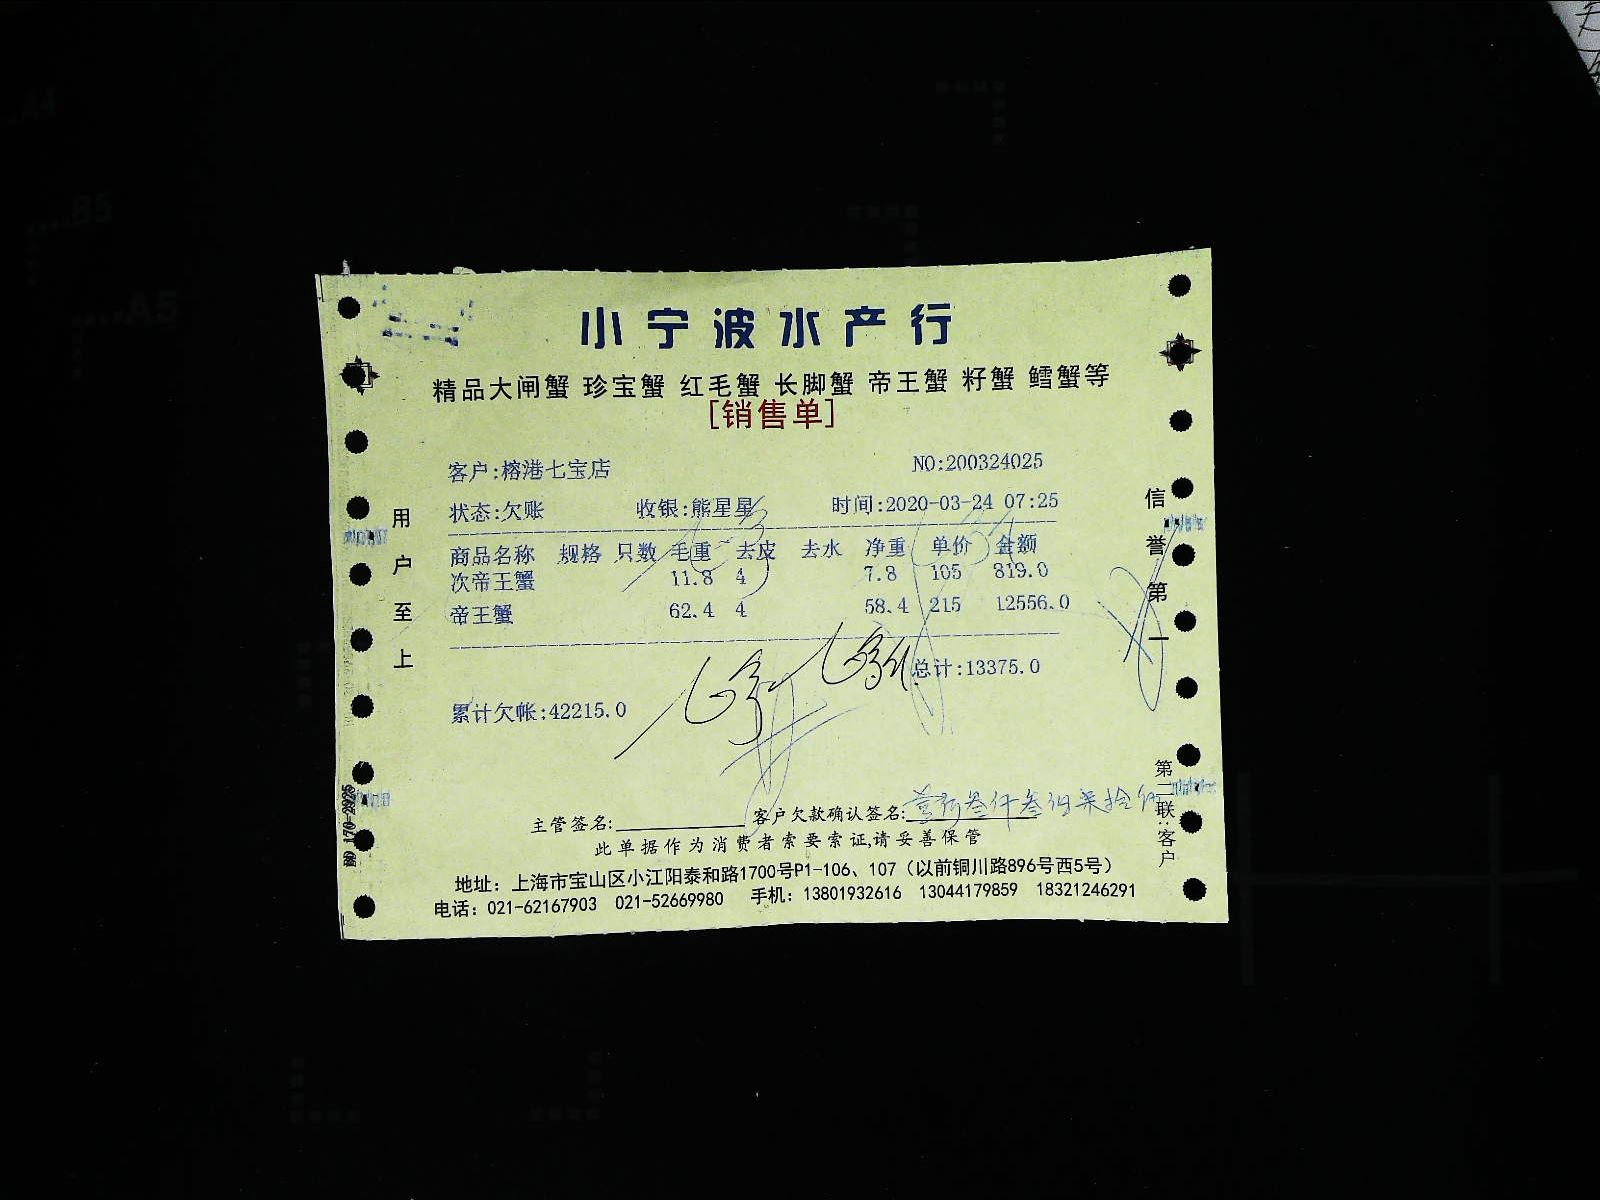 小宁波水产行
精品大闸蟹 珍宝蟹 红毛蟹 长脚蟹 帝王蟹 籽蟹 鳕蟹等
[销售单]
客户:榕港七宝店 NO:200324025
状态:欠账 收银:熊星星 时间:2020-03-24 07:25
商品名称 规格 只数 毛重 去皮 去水 净重 单价 金额
次帝王蟹 11.8 4 7.8 105 819.0
帝王蟹 62.4 4 58.4 215 12556.0
总计:13375.0
累计欠帐:42215.0
主管签名: 客户欠款确认签名:
此单据作为消费者索要索证,请妥善保管
地址：上海市宝山区小江阳泰和路1700号P1-106、107（以前铜川路896号西5号）
电话：021-62167903 021-52669980 手机：13801932616 13044179859 18321246291
用户至上
信誉第一
第二联:客户
A4
B5
A5